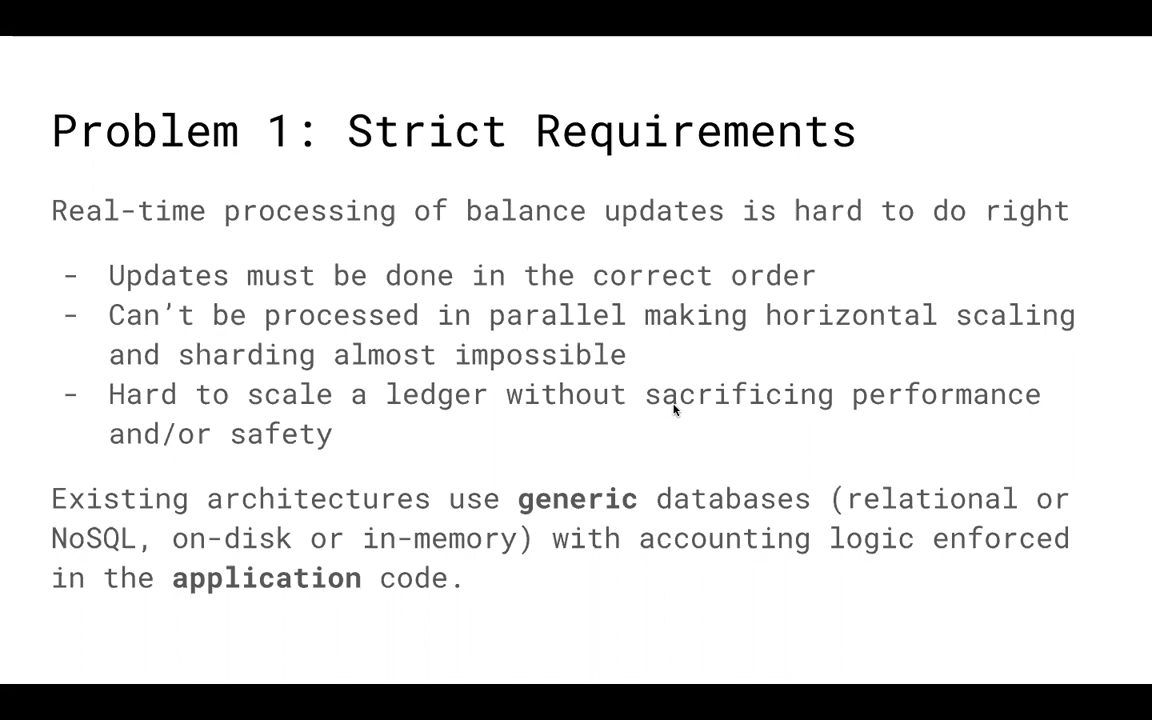 Problem 1: Strict Requirements
Real-time processing of balance updates is hard to do right
- Updates must be done in the correct order
- Can’t be processed in parallel making horizontal scaling
and sharding almost impossible
- Hard to scale a ledger without sacrificing performance
and/or safety
Existing architectures use generic databases (relational or
NoSQL, on-disk or in-memory) with accounting logic enforced
in the application code.